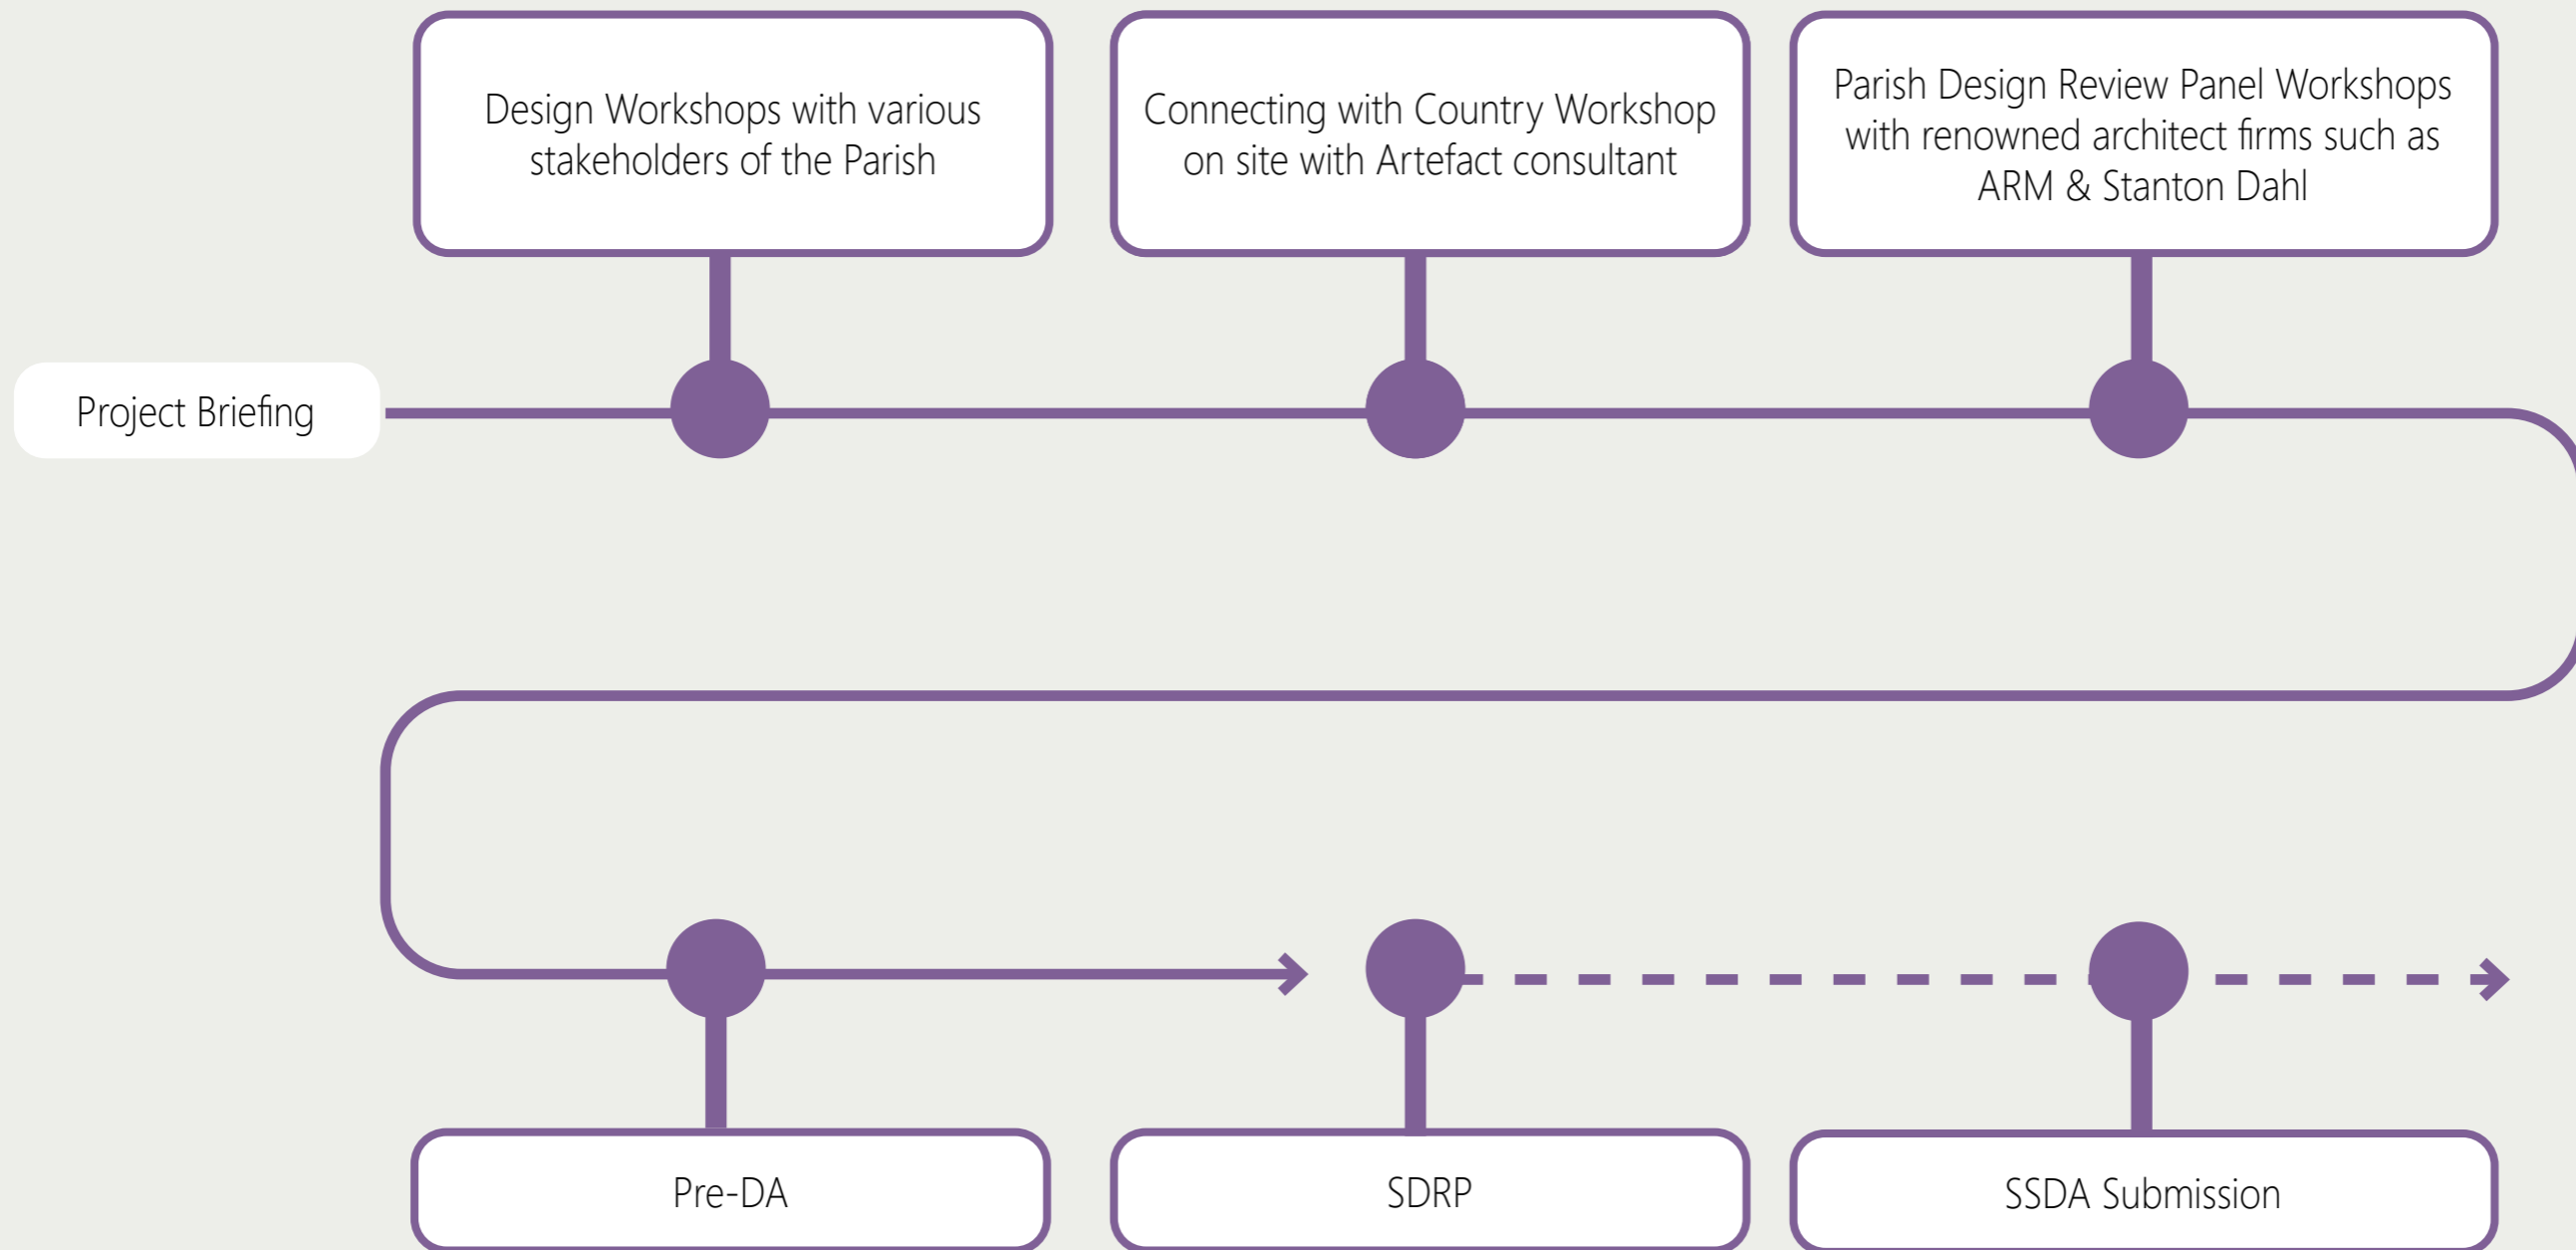 Design Workshops with various
stakeholders of the Parish
Connecting with Country Workshop
on site with Artefact consultant
Parish Design Review Panel Workshops
with renowned architect firms such as
ARM & Stanton Dahl
Project Briefing
Pre-DA
SDRP
SSDA Submission